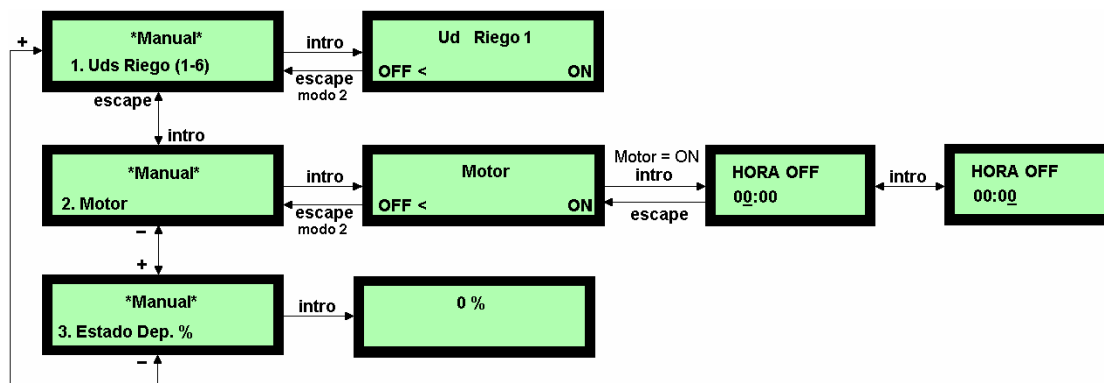 +
*Manual*
1. Uds Riego (1-6)
intro
escape
modo 2
Ud Riego 1
OFF < ON
escape
intro
*Manual*
2. Motor
intro
escape
modo 2
Motor
OFF < ON
Motor = ON
intro
escape
HORA OFF
00:00
intro
HORA OFF
00:00
−
+
*Manual*
3. Estado Dep. %
intro
0 %
−